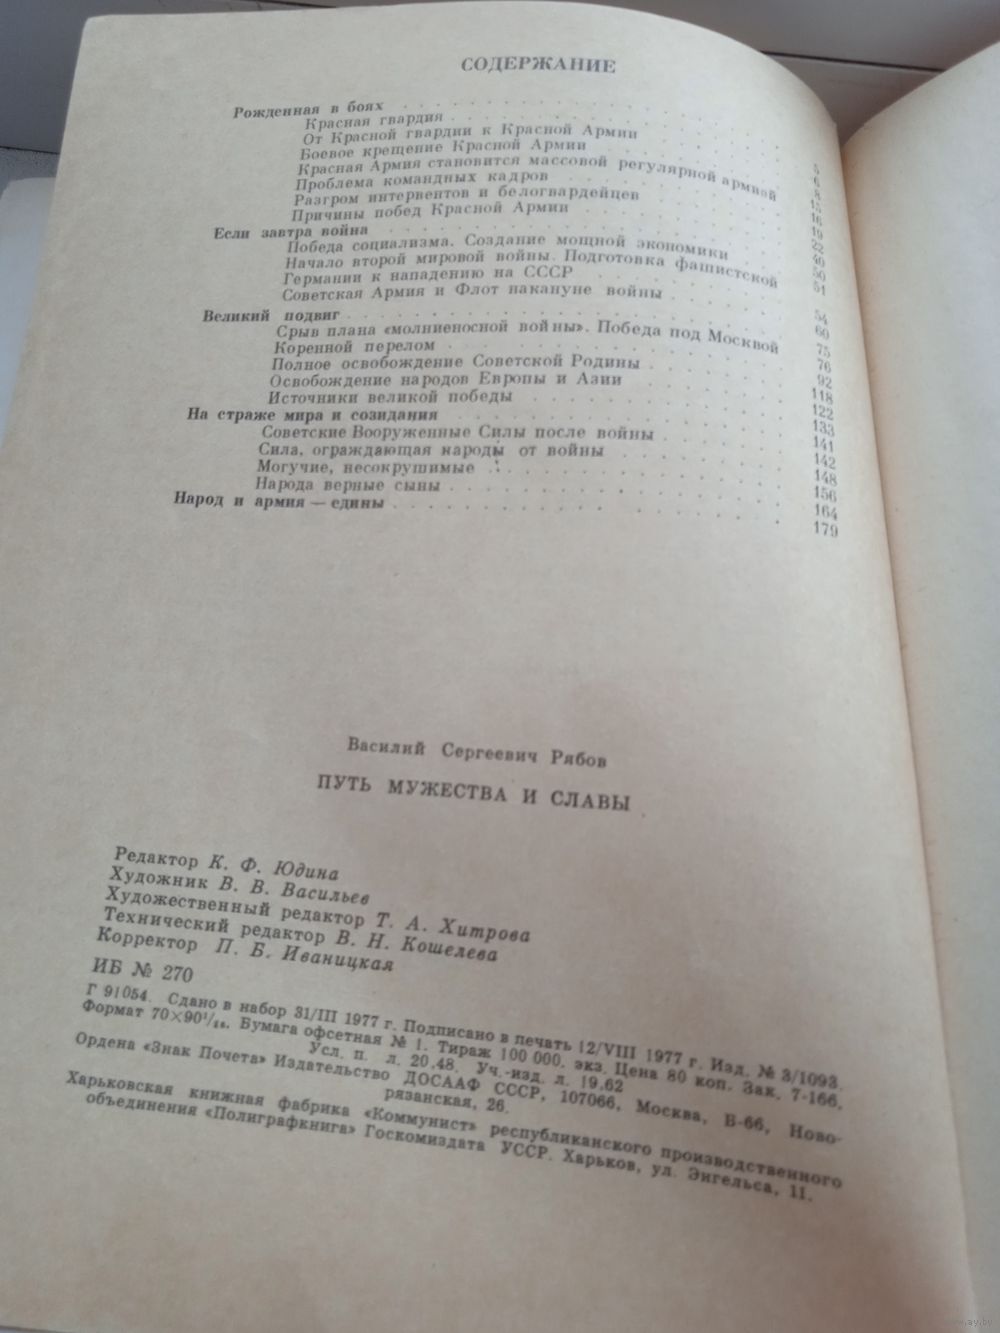 СОДЕРЖАНИЕ
Рожденная в боях . . . . . 5
Красная гвардия . . . . . 6
От Красной гвардии к Красной Армии . . . . . 8
Боевое крещение Красной Армии . . . . . 15
Красная Армия становится массовой регулярной армией 16
Проблема командных кадров . . . . . 19
Разгром интервентов и белогвардейцев . . . . . 22
Причины побед Красной Армии . . . . . 40
Если завтра война . . . . . 50
Победа социализма. Создание мощной экономики . . 51
Начало второй мировой войны. Подготовка фашистской
Германии к нападению на СССР . . . . . 54
Советская Армия и Флот накануне войны . . . . . 60
Великий подвиг . . . . . 75
Срыв плана «молниеносной войны». Победа под Москвой 76
Коренной перелом . . . . . 92
Полное освобождение Советской Родины . . . . . 118
Освобождение народов Европы и Азии . . . . . 122
Источники великой победы . . . . . 133
На страже мира и созидания . . . . . 141
Советские Вооруженные Силы после войны . . . . . 142
Сила, ограждающая народы от войны . . . . . 148
Могучие, несокрушимые . . . . . 156
Народа верные сыны . . . . . 164
Народ и армия — едины . . . . . 179
Василий Сергеевич Рябов
ПУТЬ МУЖЕСТВА И СЛАВЫ
Редактор К. Ф. Юдина
Художник В. В. Васильев
Художественный редактор Т. А. Хитрова
Технический редактор В. Н. Кошелева
Корректор П. Б. Иваницкая
ИБ № 270
Г 91054. Сдано в набор 31/III 1977 г. Подписано в печать 12/VIII 1977 г. Изд. № 3/1093.
Формат 70×90¹/₁₆. Бумага офсетная № 1. Тираж 100 000. экз. Цена 80 коп. Зак. 7-166.
Усл. п. л. 20.48. Уч.-изд. л. 19.62
Ордена «Знак Почета» Издательство ДОСААФ СССР, 107066, Москва, В-66, Ново-
рязанская, 26.
Харьковская книжная фабрика «Коммунист» республиканского производственного
объединения «Полиграфкнига» Госкомиздата УССР. Харьков, ул. Энгельса, 11.
www.ay.by